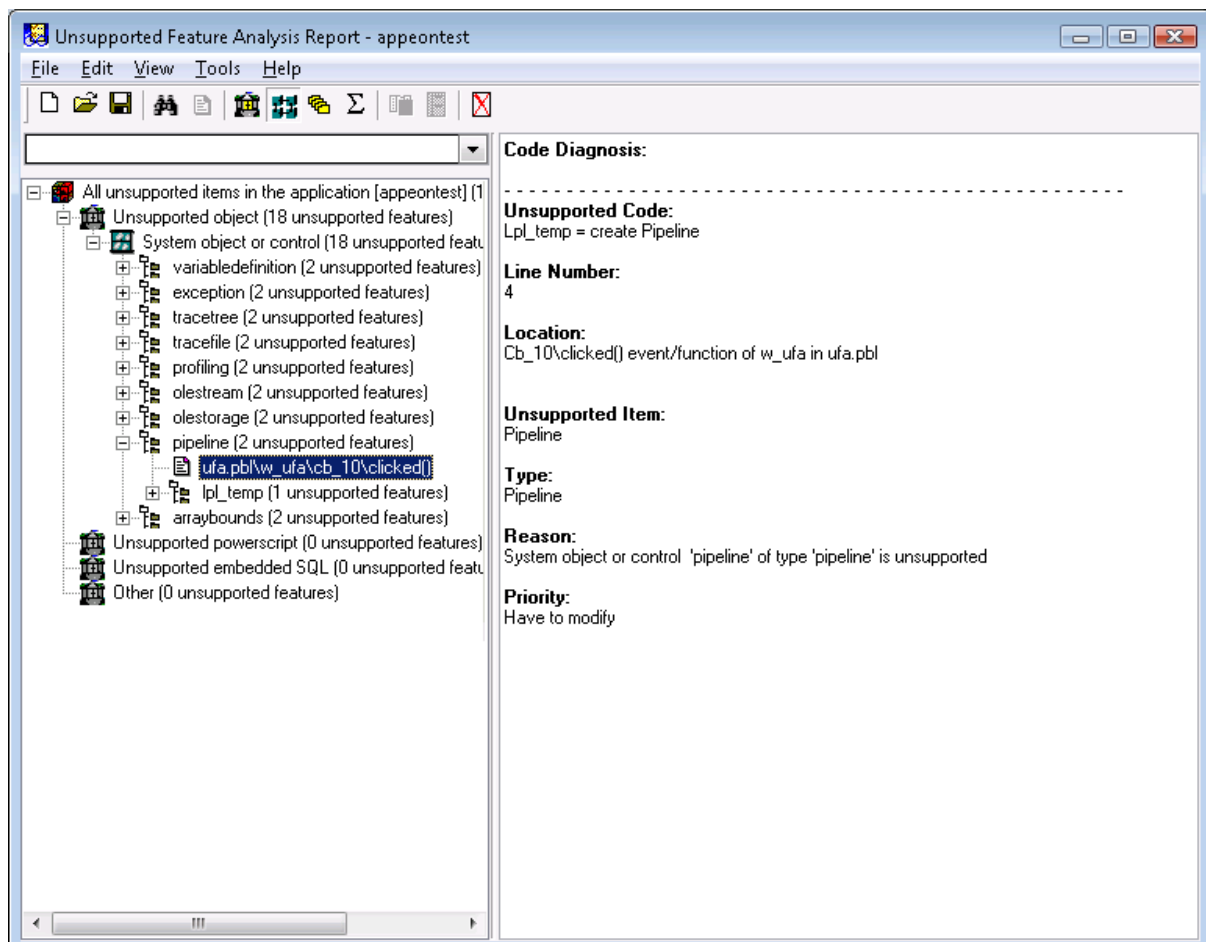 Unsupported Feature Analysis Report - appeontest
File Edit View Tools Help
Code Diagnosis:
All unsupported items in the application [appeontest] (1
Unsupported object (18 unsupported features)
System object or control (18 unsupported featu
variabledefinition (2 unsupported features)
exception (2 unsupported features)
tracetree (2 unsupported features)
tracefile (2 unsupported features)
profiling (2 unsupported features)
olestream (2 unsupported features)
olestorage (2 unsupported features)
pipeline (2 unsupported features)
ufa.pbl\w_ufa\cb_10\clicked()
lpl_temp (1 unsupported features)
arraybounds (2 unsupported features)
Unsupported powerscript (0 unsupported features)
Unsupported embedded SQL (0 unsupported featu
Other (0 unsupported features)
- - - - - - - - - - - - - - - - - - - - - - - - - - - - - - - - - - - - - - - - - - - - - - - - - -
Unsupported Code:
Lpl_temp = create Pipeline
Line Number:
4
Location:
Cb_10\clicked() event/function of w_ufa in ufa.pbl
Unsupported Item:
Pipeline
Type:
Pipeline
Reason:
System object or control 'pipeline' of type 'pipeline' is unsupported
Priority:
Have to modify